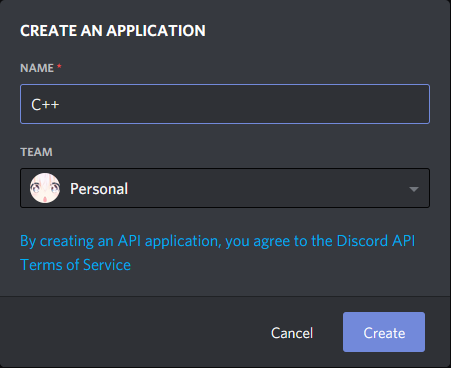 CREATE AN APPLICATION
NAME *
C++
TEAM
Personal
By creating an API application, you agree to the Discord API
Terms of Service
Cancel
Create